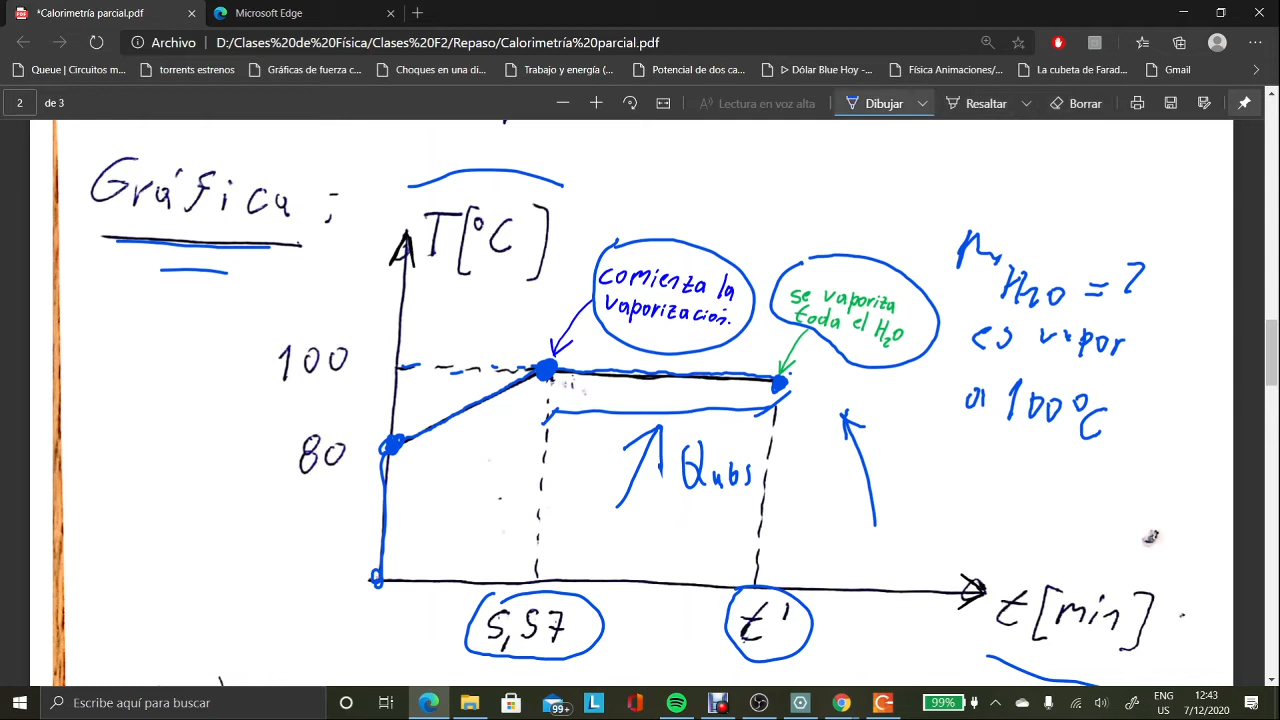 *Calorimetría parcial.pdf
Microsoft Edge
Archivo
D:/Clases%20de%20Física/Clases%20F2/Repaso/Calorimetría%20parcial.pdf
Queue | Circuitos m...
torrents estrenos
Gráficas de fuerza c...
Choques en una di...
Trabajo y energía (...
Potencial de dos ca...
▷ Dólar Blue Hoy -...
Física Animaciones/...
La cubeta de Farad...
Gmail
2 de 3
Lectura en voz alta
Dibujar
Resaltar
Borrar
Gráfica :
T[°C]
comienza la
vaporización.
se vaporiza
toda el H₂O
m H₂O = ?
es vapor
a 100°C
100
80
Qabs
5,57
t'
t[min]
Escribe aquí para buscar
99+
99%
ENG
US
12:43
7/12/2020